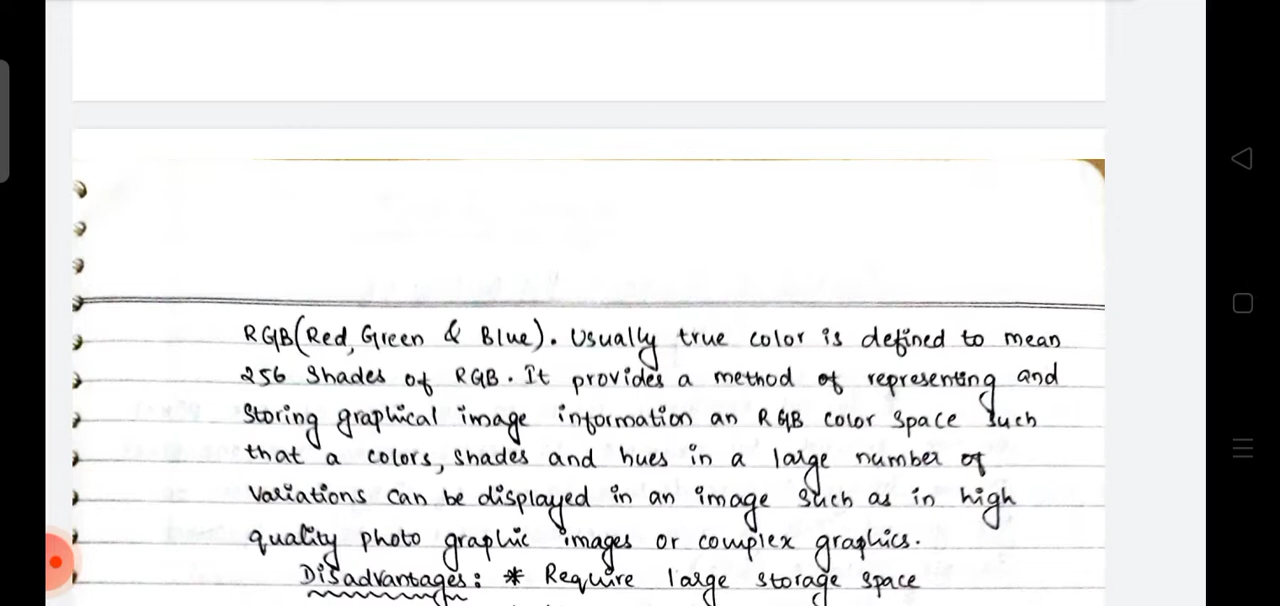 RGB(Red, Green & Blue). Usually true color is defined to mean
256 Shades of RGB. It provides a method of representing and
Storing graphical image information an RGB color space such
that a colors, shades and hues in a large number of
Variations can be displayed in an image such as in high
quality photo graphic images or complex graphics.
Disadvantages: * Require large storage space